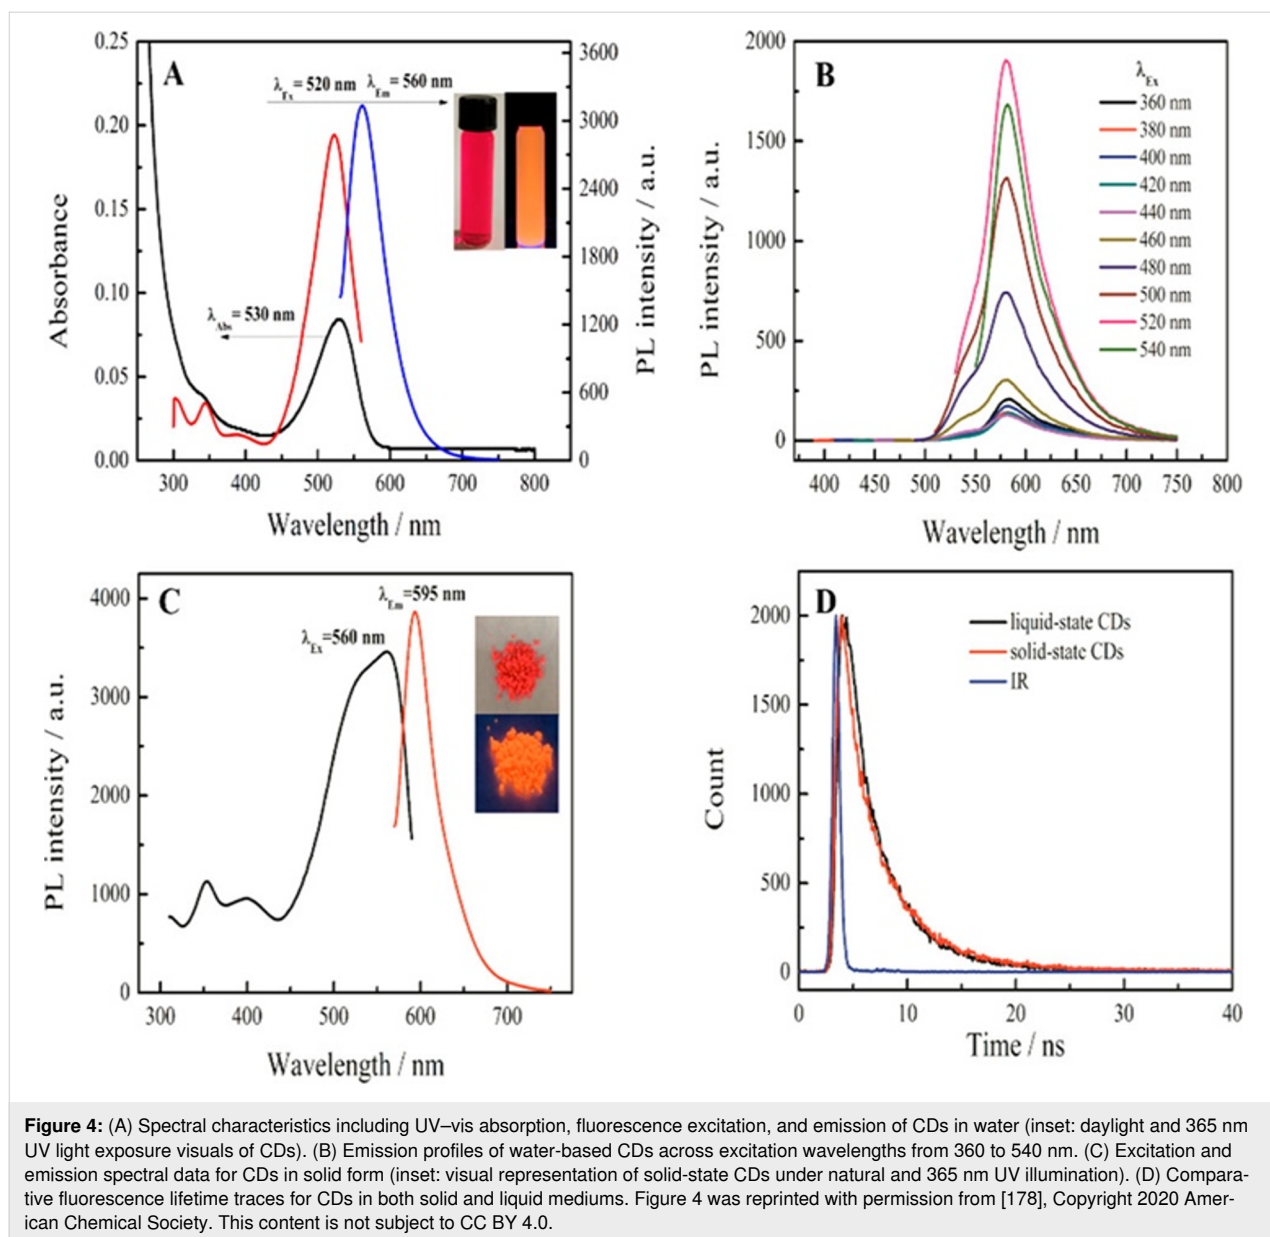 A
λEx = 520 nm λEm = 560 nm
λAbs = 530 nm
0.25
0.20
0.15
0.10
0.05
0.00
Absorbance
3600
3000
2400
1800
1200
600
0
PL intensity / a.u.
300 400 500 600 700 800
Wavelength / nm
B
λEx
360 nm
380 nm
400 nm
420 nm
440 nm
460 nm
480 nm
500 nm
520 nm
540 nm
2000
1500
1000
500
0
PL intensity / a.u.
400 450 500 550 600 650 700 750 800
Wavelength / nm
C
λEm=595 nm
λEx=560 nm
4000
3000
2000
1000
0
PL intensity / a.u.
300 400 500 600 700
Wavelength / nm
D
liquid-state CDs
solid-state CDs
IR
2000
1500
1000
500
0
Count
0 10 20 30 40
Time / ns
Figure 4: (A) Spectral characteristics including UV–vis absorption, fluorescence excitation, and emission of CDs in water (inset: daylight and 365 nm
UV light exposure visuals of CDs). (B) Emission profiles of water-based CDs across excitation wavelengths from 360 to 540 nm. (C) Excitation and
emission spectral data for CDs in solid form (inset: visual representation of solid-state CDs under natural and 365 nm UV illumination). (D) Compara-
tive fluorescence lifetime traces for CDs in both solid and liquid mediums. Figure 4 was reprinted with permission from [178], Copyright 2020 Amer-
ican Chemical Society. This content is not subject to CC BY 4.0.